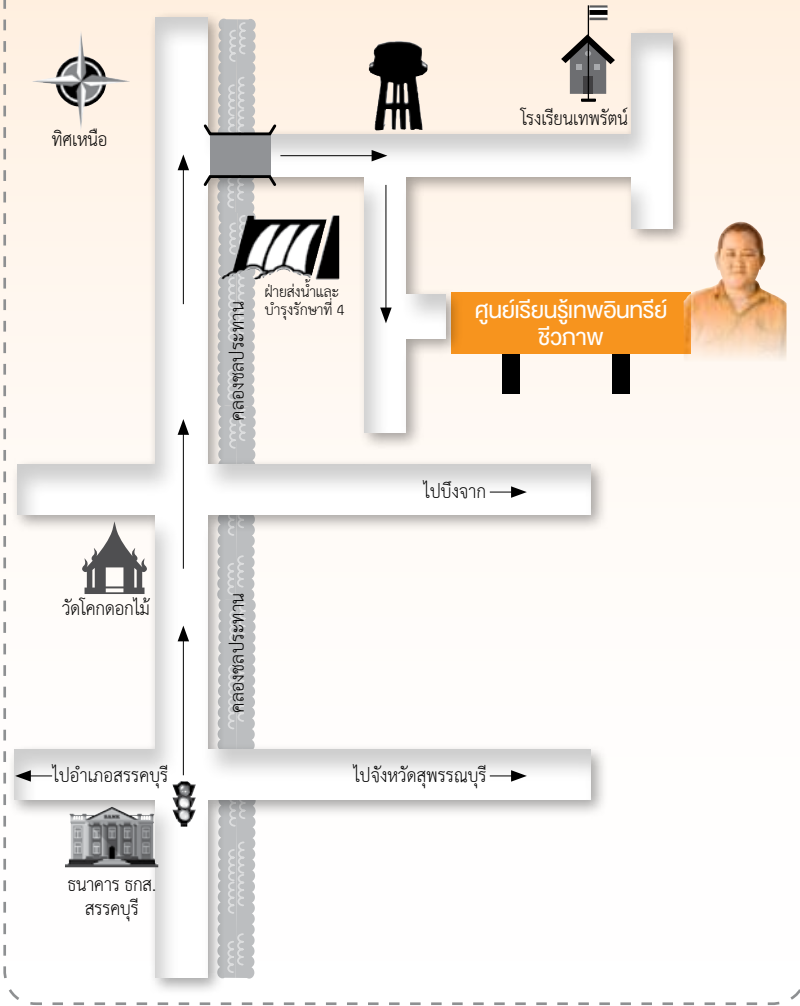 ทิศเหนือ
โรงเรียนเทพรัตน์
ฝ่ายส่งน้ำและ
บำรุงรักษาที่ 4
คลองชลประทาน
ศูนย์เรียนรู้เทพอินทรีย์
ชีวภาพ
ไปบึงจาก
วัดโคกดอกไม้
คลองชลประทาน
ไปอำเภอสรรคบุรี
ไปจังหวัดสุพรรณบุรี
BANK
ธนาคาร ธกส.
สรรคบุรี